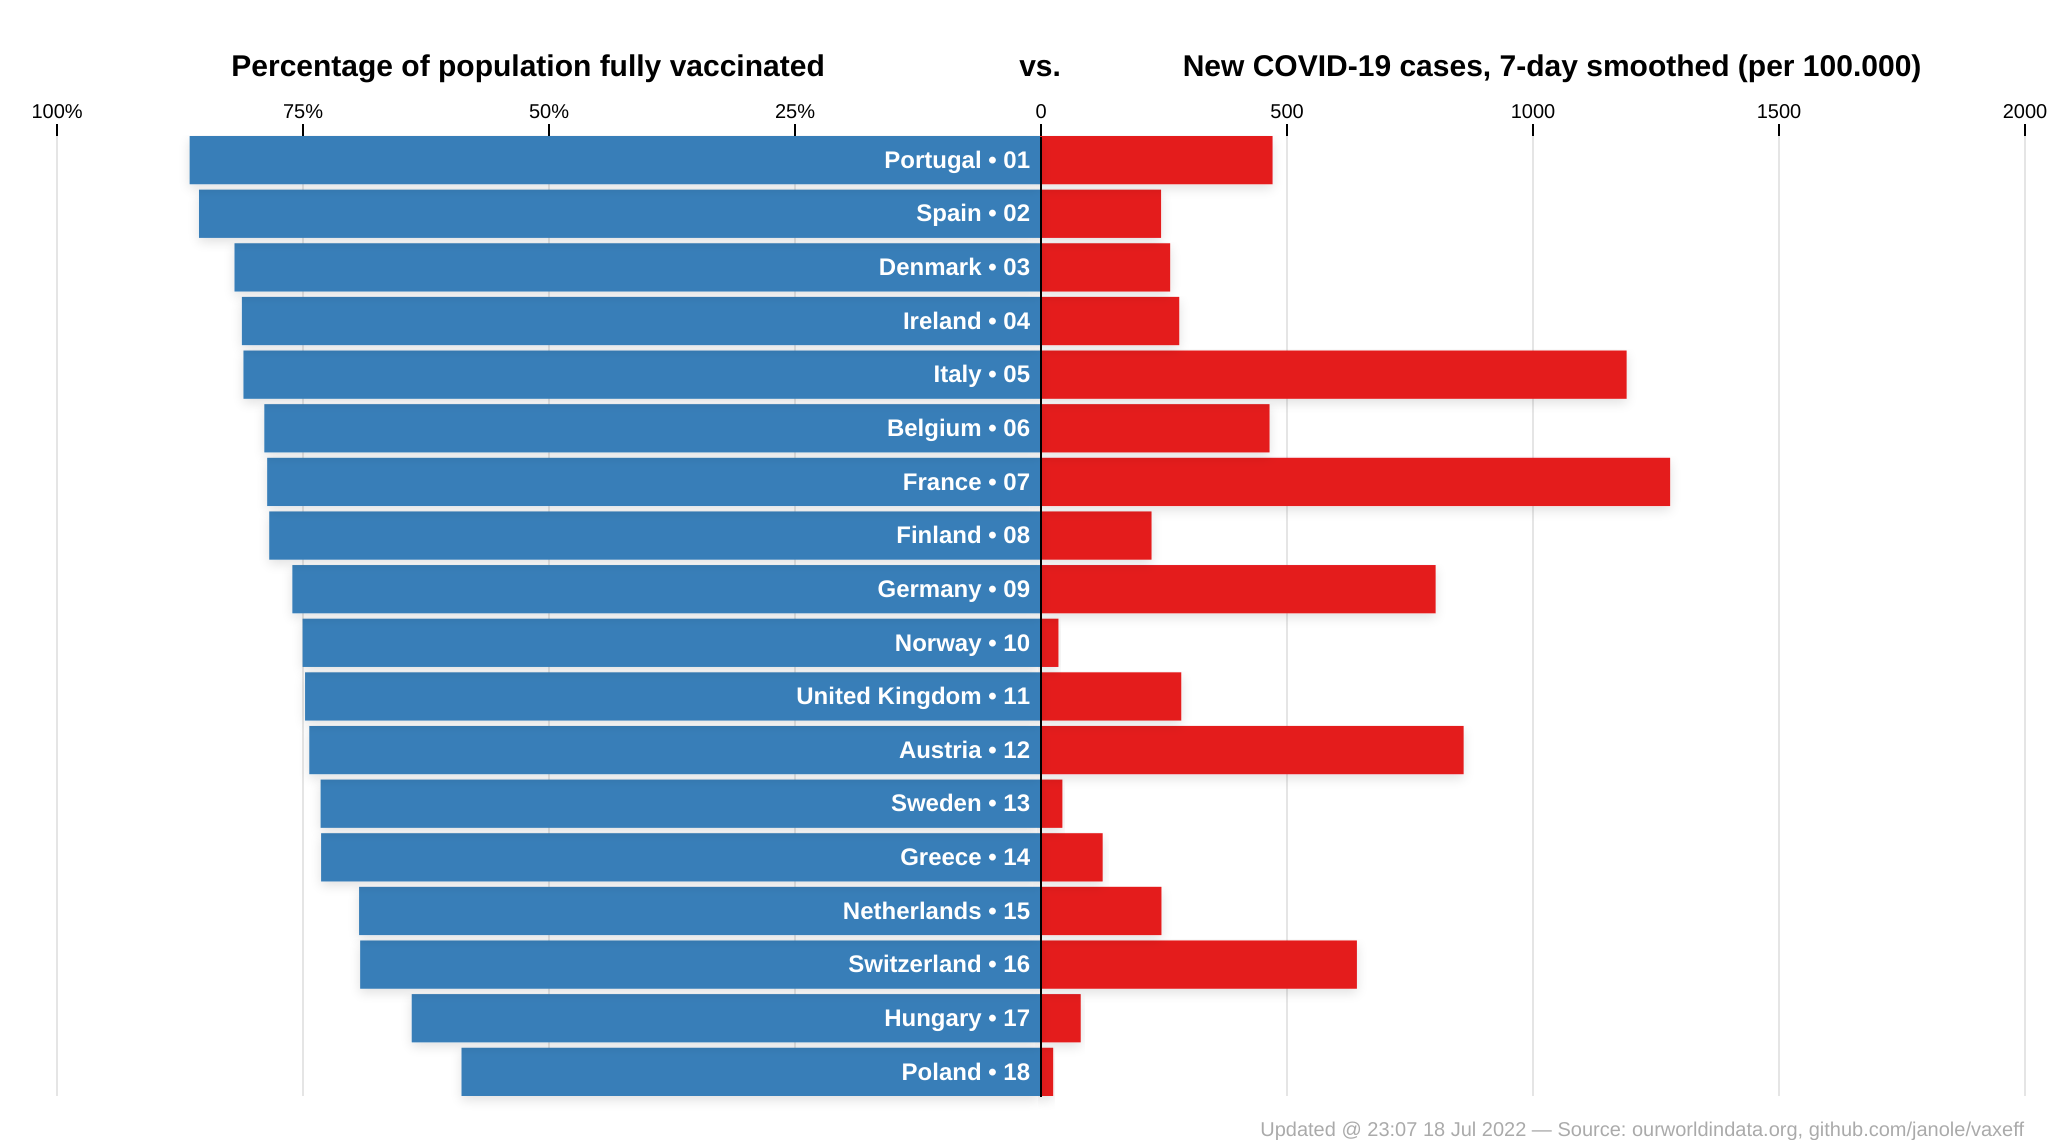 Percentage of population fully vaccinated vs. New COVID-19 cases, 7-day smoothed (per 100.000)
100% 75% 50% 25% 0 500 1000 1500 2000
Portugal • 01
Spain • 02
Denmark • 03
Ireland • 04
Italy • 05
Belgium • 06
France • 07
Finland • 08
Germany • 09
Norway • 10
United Kingdom • 11
Austria • 12
Sweden • 13
Greece • 14
Netherlands • 15
Switzerland • 16
Hungary • 17
Poland • 18
Updated @ 23:07 18 Jul 2022 — Source: ourworldindata.org, github.com/janole/vaxeff